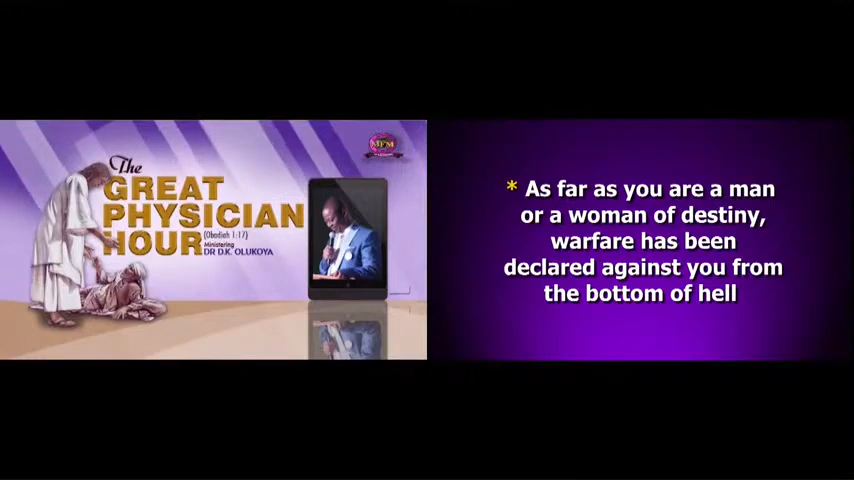 The
GREAT
PHYSICIAN
HOUR
(Obadiah 1:17)
Ministering
DR D.K. OLUKOYA
MFM
* As far as you are a man
or a woman of destiny,
warfare has been
declared against you from
the bottom of hell